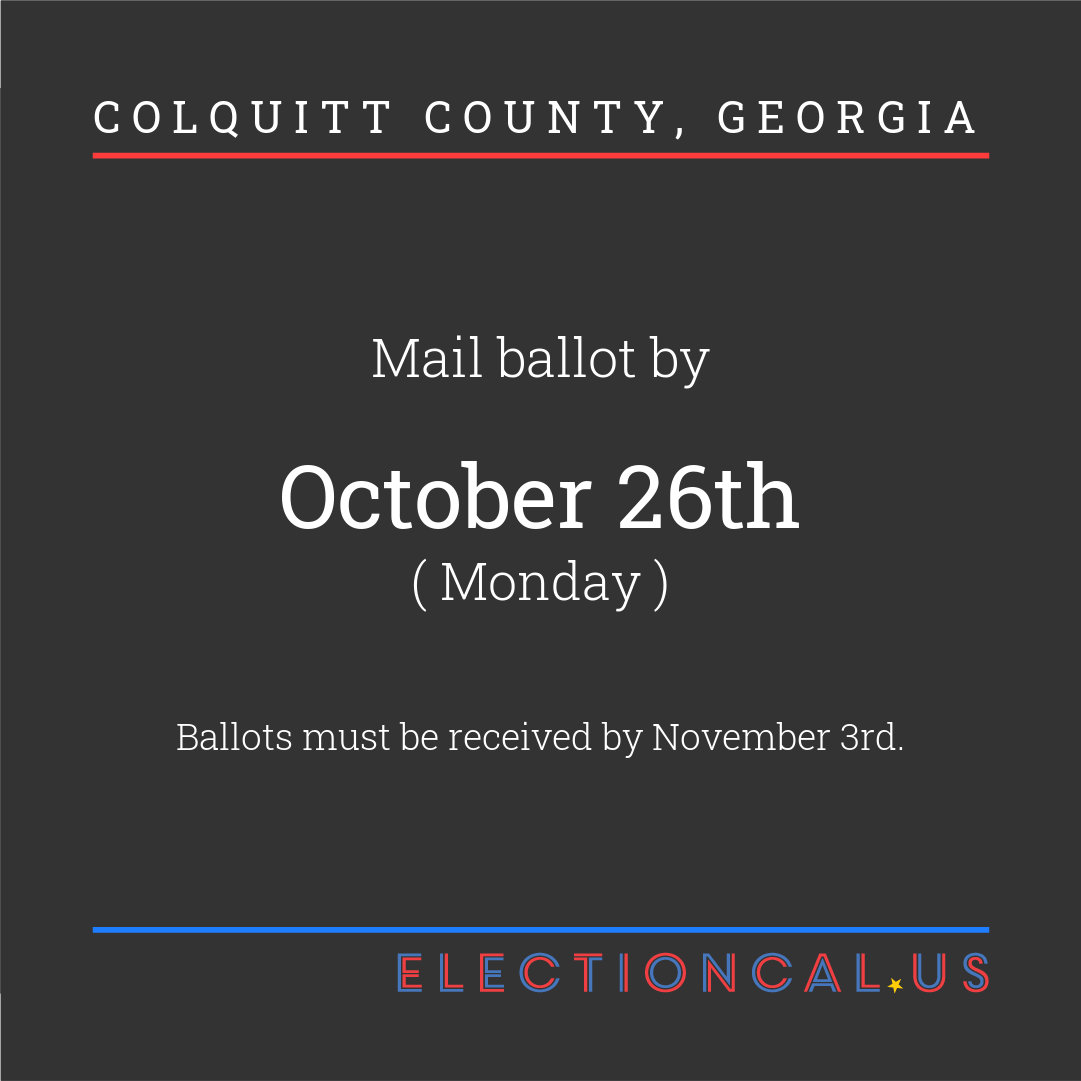 COLQUITT COUNTY, GEORGIA
Mail ballot by
October 26th
( Monday )
Ballots must be received by November 3rd.
ELECTIONCAL.US